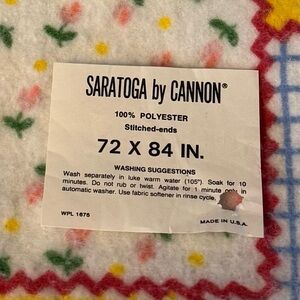 SARATOGA by CANNON®
100% POLYESTER
Stitched-ends
72 X 84 IN.
WASHING SUGGESTIONS
Wash separately in luke warm water (105°). Soak for 10
minutes. Do not rub or twist. Agitate for 1 minute only in
automatic washer. Use fabric softener in rinse cycle.
WPL 1675
MADE IN U.S.A.